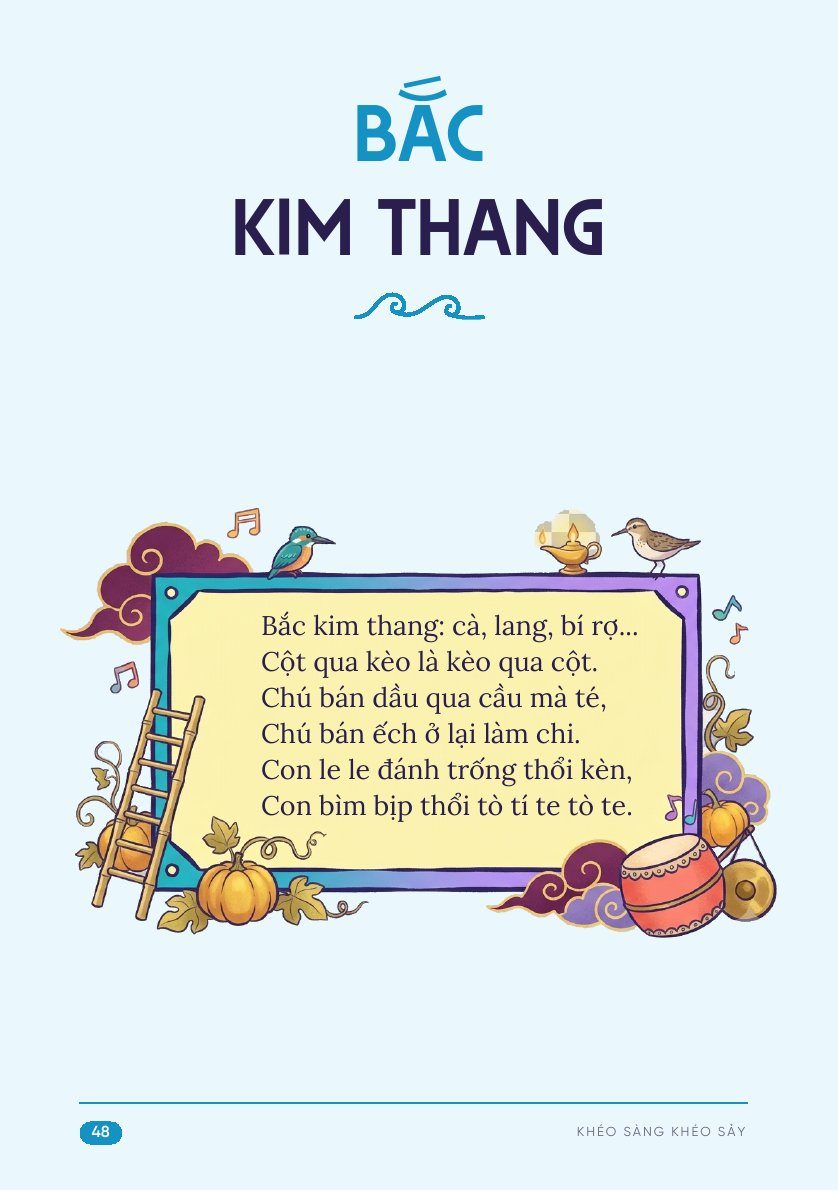 BẮC
KIM THANG
Bắc kim thang: cà, lang, bí rợ...
Cột qua kèo là kèo qua cột.
Chú bán dầu qua cầu mà té,
Chú bán ếch ở lại làm chi.
Con le le đánh trống thổi kèn,
Con bìm bịp thổi tò tí te tò te.
48
KHÉO SÀNG KHÉO SẢY